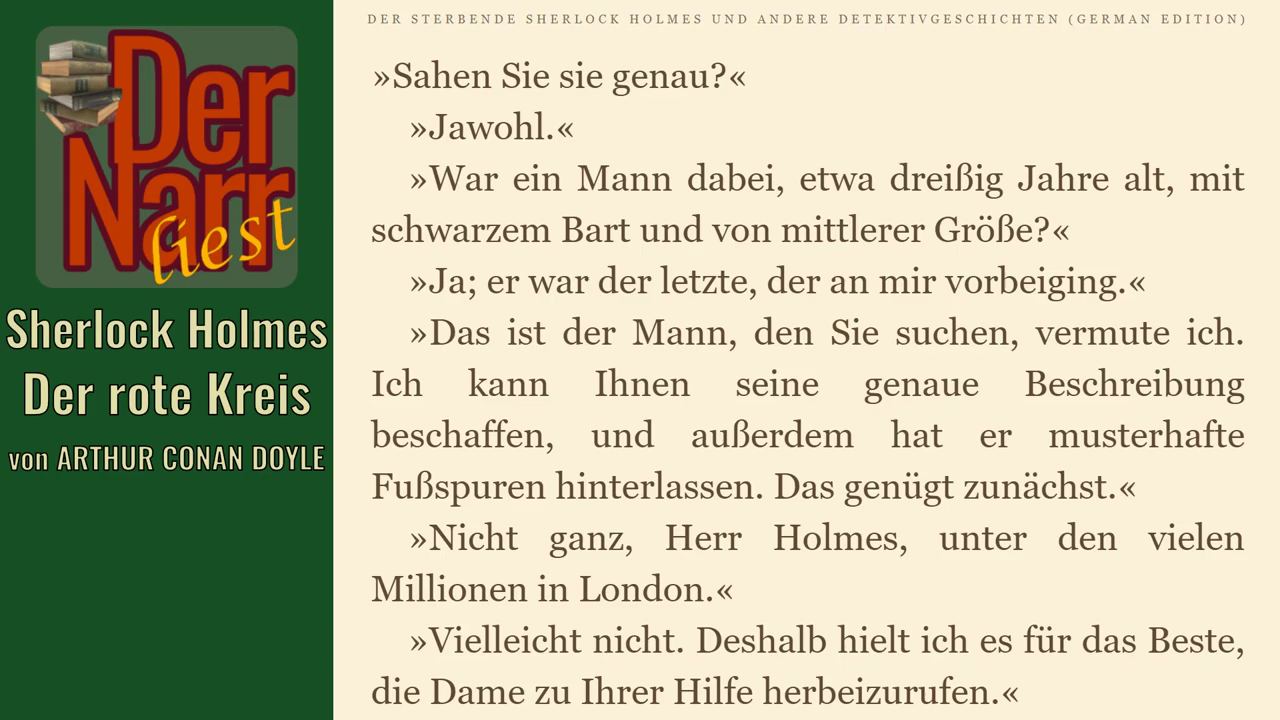 Der
Narr
liest
Sherlock Holmes
Der rote Kreis
von ARTHUR CONAN DOYLE
DER STERBENDE SHERLOCK HOLMES UND ANDERE DETEKTIVGESCHICHTEN (GERMAN EDITION)
»Sahen Sie sie genau?«
»Jawohl.«
»War ein Mann dabei, etwa dreißig Jahre alt, mit
schwarzem Bart und von mittlerer Größe?«
»Ja; er war der letzte, der an mir vorbeiging.«
»Das ist der Mann, den Sie suchen, vermute ich.
Ich kann Ihnen seine genaue Beschreibung
beschaffen, und außerdem hat er musterhafte
Fußspuren hinterlassen. Das genügt zunächst.«
»Nicht ganz, Herr Holmes, unter den vielen
Millionen in London.«
»Vielleicht nicht. Deshalb hielt ich es für das Beste,
die Dame zu Ihrer Hilfe herbeizurufen.«